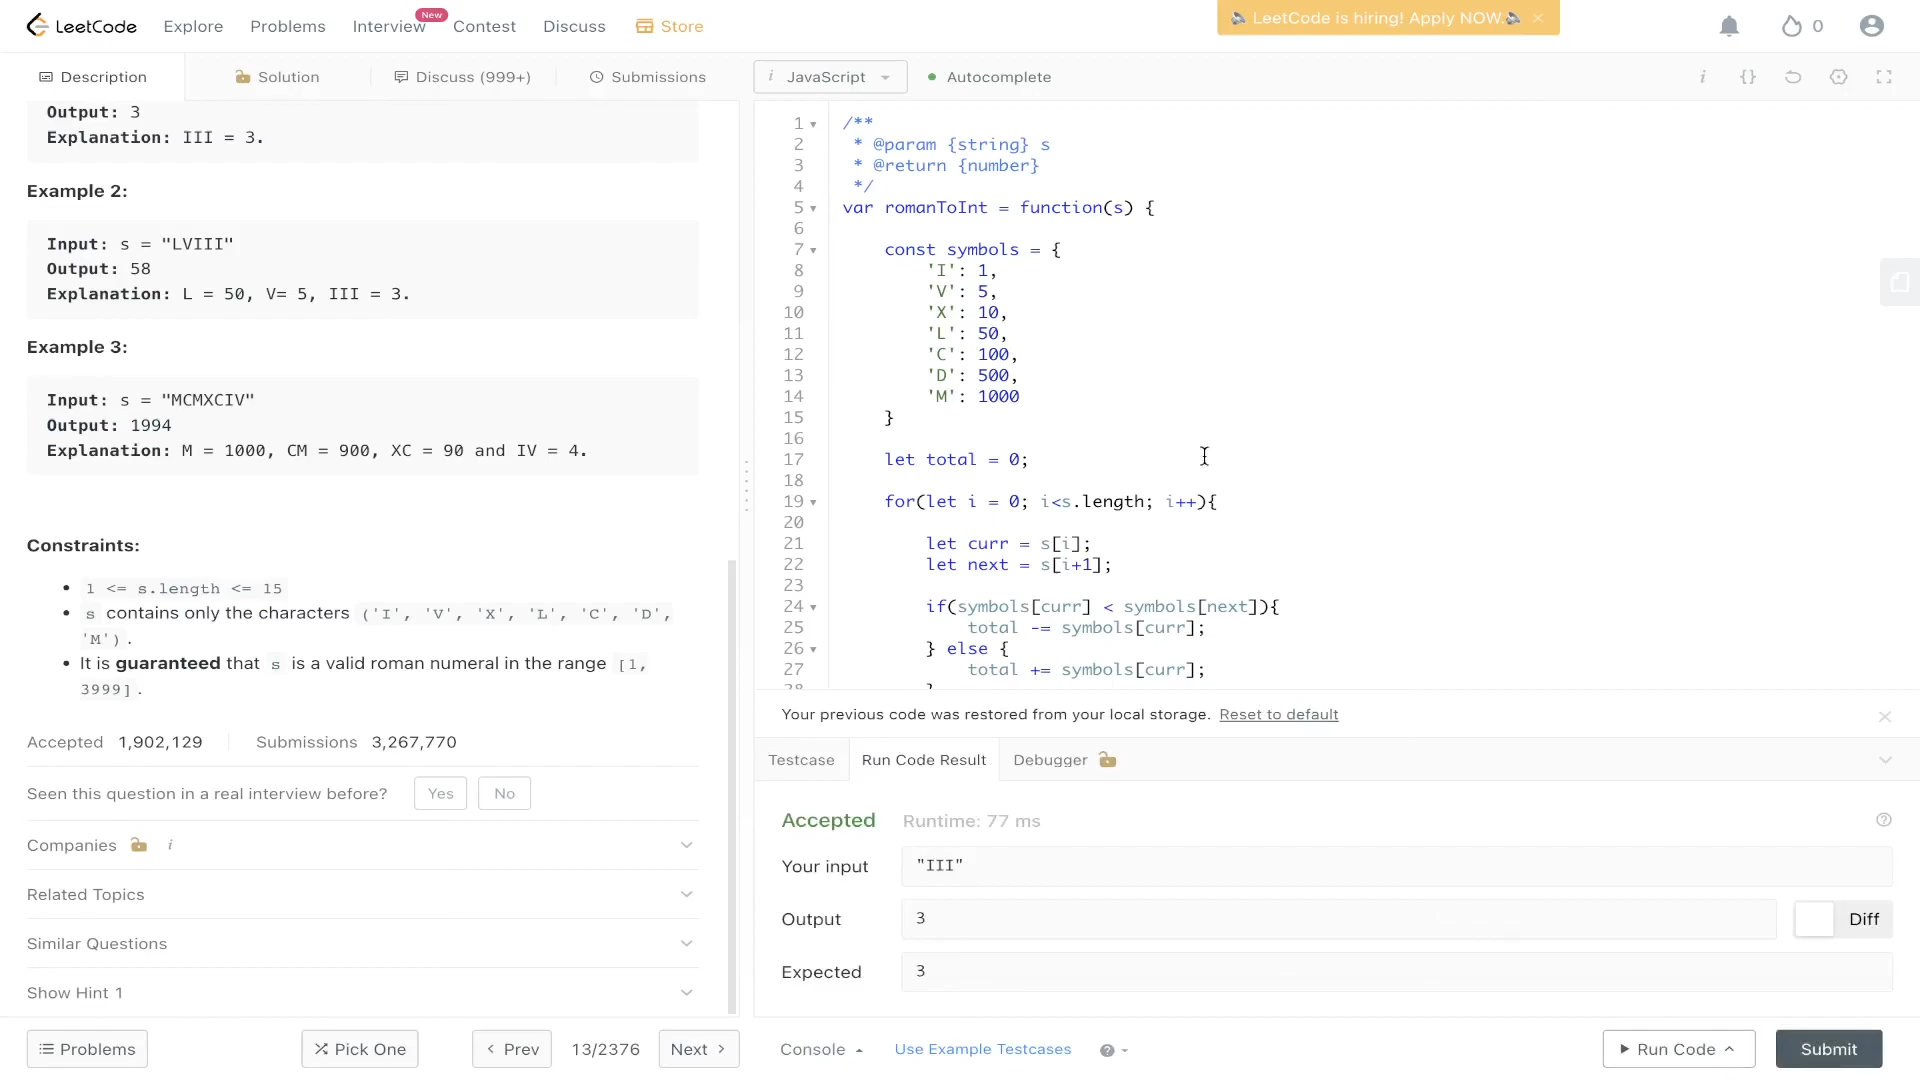 LeetCode
Explore
Problems
Interview
New
Contest
Discuss
Store
LeetCode is hiring! Apply NOW.
0
Description
Solution
Discuss (999+)
Submissions
Output: 3
Explanation: III = 3.
Example 2:
Input: s = "LVIII"
Output: 58
Explanation: L = 50, V= 5, III = 3.
Example 3:
Input: s = "MCMXCIV"
Output: 1994
Explanation: M = 1000, CM = 900, XC = 90 and IV = 4.
Constraints:
1 <= s.length <= 15
s contains only the characters ('I', 'V', 'X', 'L', 'C', 'D',
'M').
It is guaranteed that s is a valid roman numeral in the range [1,
3999].
Accepted 1,902,129
Submissions 3,267,770
Seen this question in a real interview before?
Yes
No
Companies i
Related Topics
Similar Questions
Show Hint 1
Problems
Pick One
Prev
13/2376
Next
i JavaScript
Autocomplete
i {}
1 /**
2 * @param {string} s
3 * @return {number}
4 */
5 var romanToInt = function(s) {
6
7 const symbols = {
8 'I': 1,
9 'V': 5,
10 'X': 10,
11 'L': 50,
12 'C': 100,
13 'D': 500,
14 'M': 1000
15 }
16
17 let total = 0;
18
19 for(let i = 0; i<s.length; i++){
20
21 let curr = s[i];
22 let next = s[i+1];
23
24 if(symbols[curr] < symbols[next]){
25 total -= symbols[curr];
26 } else {
27 total += symbols[curr];
28 }
Your previous code was restored from your local storage. Reset to default
Testcase
Run Code Result
Debugger
Accepted Runtime: 77 ms
Your input "III"
Output 3
Diff
Expected 3
Console
Use Example Testcases
Run Code
Submit